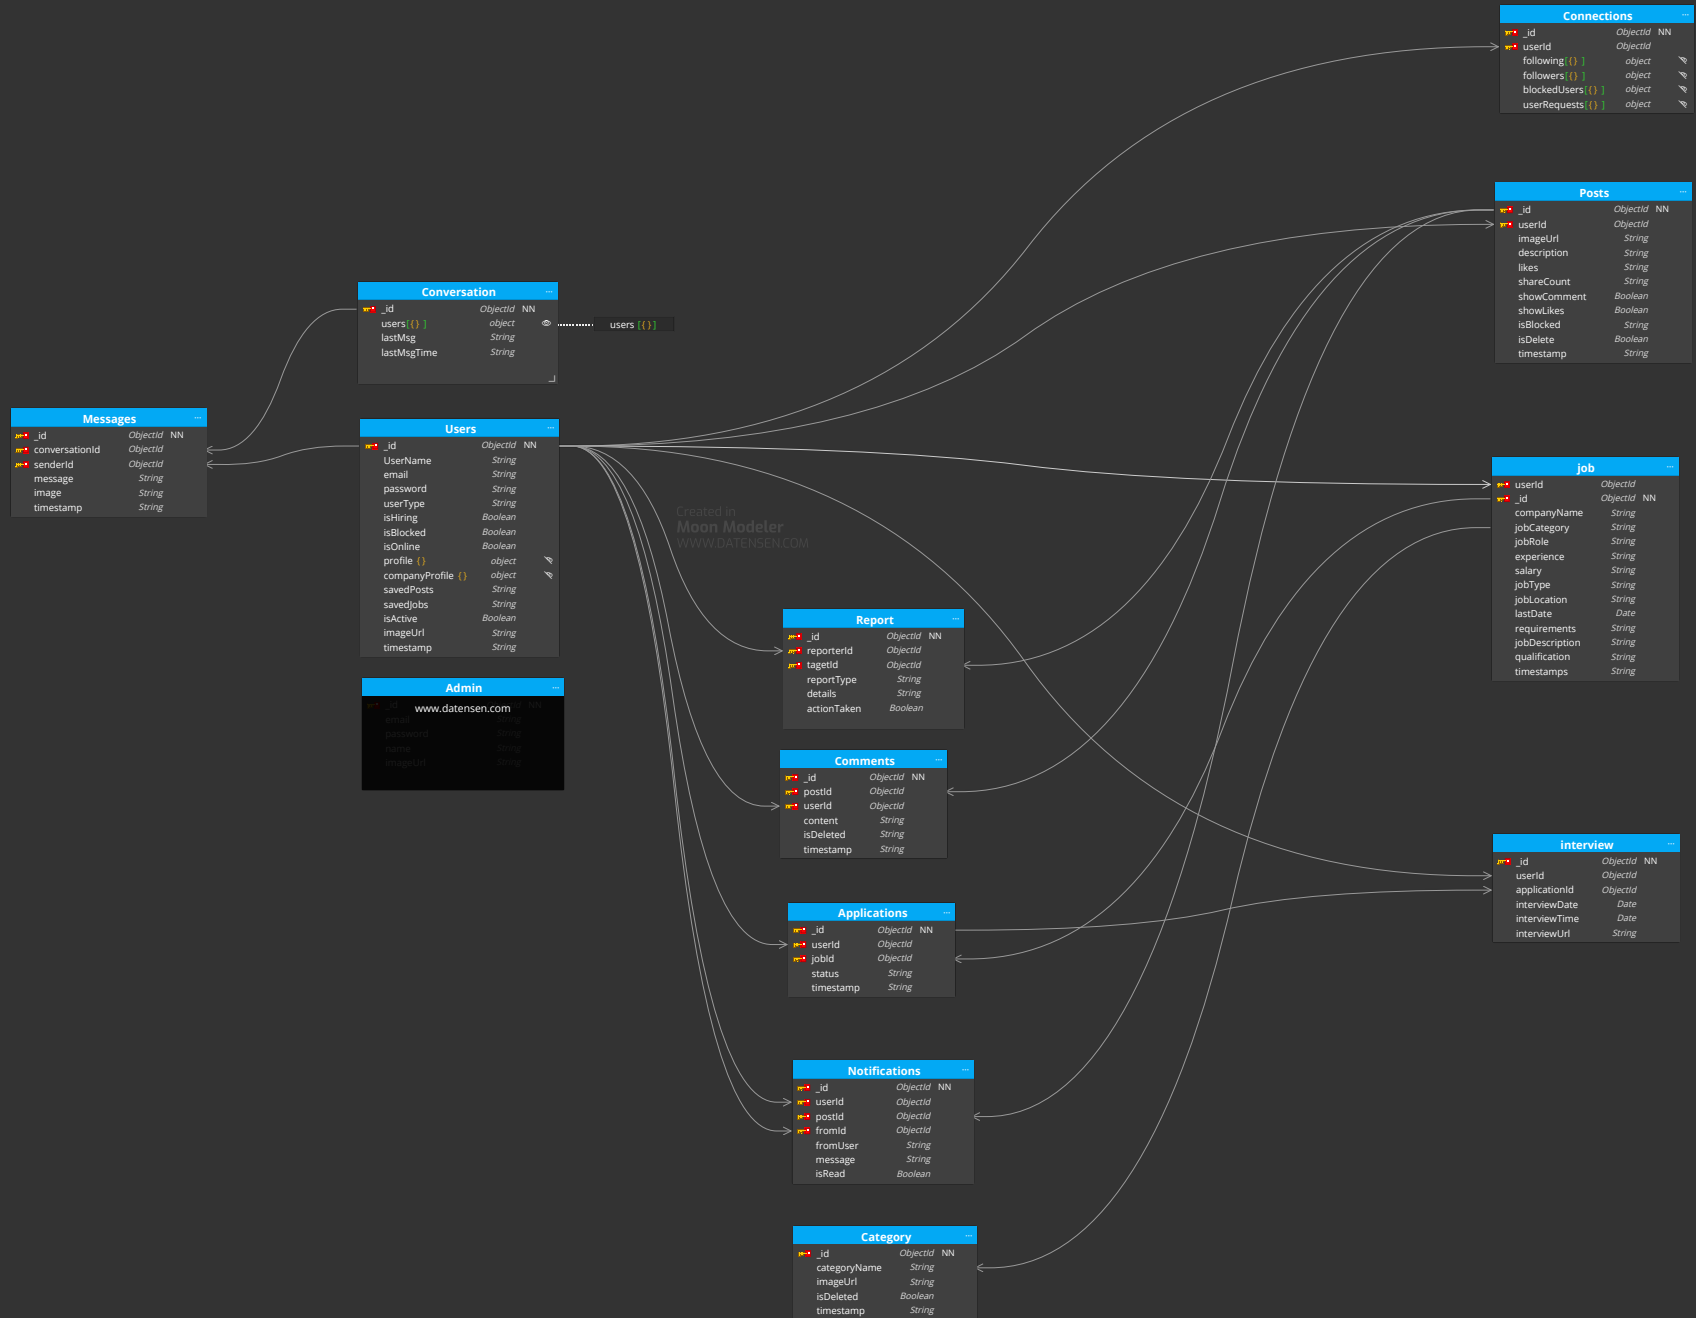 Connections
_id ObjectId NN
userId ObjectId
following[{} ] object
followers[{} ] object
blockedUsers[{} ] object
userRequests[{} ] object
Posts
_id ObjectId NN
userId ObjectId
imageUrl String
description String
likes String
shareCount String
showComment Boolean
showLikes Boolean
isBlocked String
isDelete Boolean
timestamp String
Conversation
_id ObjectId NN
users[{} ] object
lastMsg String
lastMsgTime String
users [{}]
Messages
_id ObjectId NN
conversationId ObjectId
senderId ObjectId
message String
image String
timestamp String
Users
_id ObjectId NN
UserName String
email String
password String
userType String
isHiring Boolean
isBlocked Boolean
isOnline Boolean
profile {} object
companyProfile {} object
savedPosts String
savedJobs String
isActive Boolean
imageUrl String
timestamp String
Created in
Moon Modeler
WWW.DATENSEN.COM
job
userId ObjectId
_id ObjectId NN
companyName String
jobCategory String
jobRole String
experience String
salary String
jobType String
jobLocation String
lastDate Date
requirements String
jobDescription String
qualification String
timestamps String
Report
_id ObjectId NN
reporterId ObjectId
tagetId ObjectId
reportType String
details String
actionTaken Boolean
Admin
www.datensen.com
_id NN
email String
password String
name String
imageUrl String
Comments
_id ObjectId NN
postId ObjectId
userId ObjectId
content String
isDeleted String
timestamp String
interview
_id ObjectId NN
userId ObjectId
applicationId ObjectId
interviewDate Date
interviewTime Date
interviewUrl String
Applications
_id ObjectId NN
userId ObjectId
jobId ObjectId
status String
timestamp String
Notifications
_id ObjectId NN
userId ObjectId
postId ObjectId
fromId ObjectId
fromUser String
message String
isRead Boolean
Category
_id ObjectId NN
categoryName String
imageUrl String
isDeleted Boolean
timestamp String